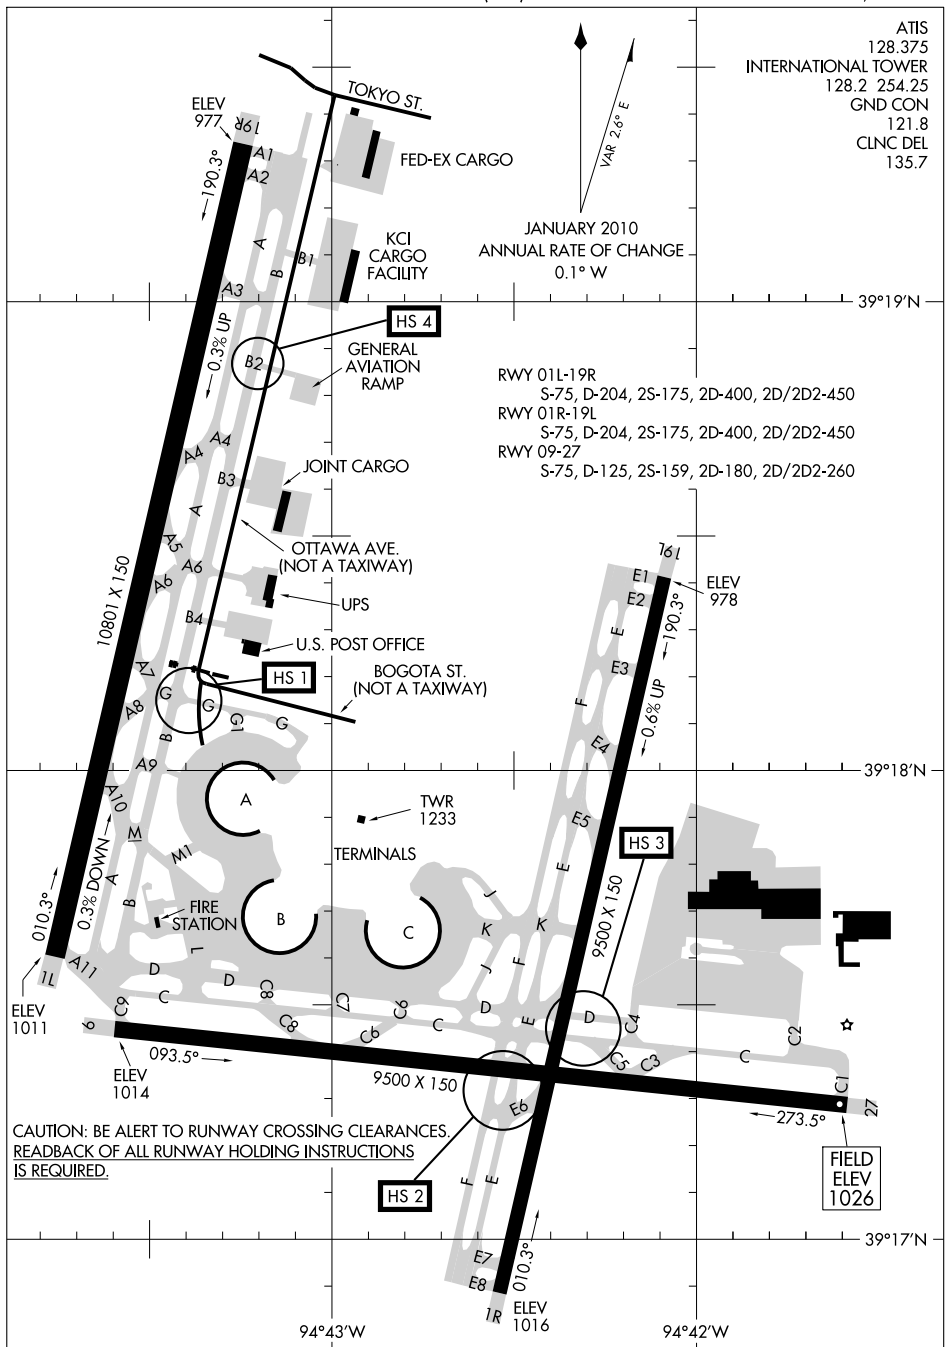 ATIS
128.375
INTERNATIONAL TOWER
128.2 254.25
GND CON
121.8
CLNC DEL
135.7
VAR 2.6° E
JANUARY 2010
ANNUAL RATE OF CHANGE
0.1° W
TOKYO ST.
ELEV
977
19R
A1
A2
190.3°
FED-EX CARGO
KCI
CARGO
FACILITY
A
B
B1
A3
39°19'N
HS 4
0.3% UP
B2
GENERAL
AVIATION
RAMP
RWY 01L-19R
S-75, D-204, 2S-175, 2D-400, 2D/2D2-450
RWY 01R-19L
S-75, D-204, 2S-175, 2D-400, 2D/2D2-450
RWY 09-27
S-75, D-125, 2S-159, 2D-180, 2D/2D2-260
A4
A4
B3
JOINT CARGO
A
A5
OTTAWA AVE.
(NOT A TAXIWAY)
A6
A6
10801 X 150
UPS
B4
U.S. POST OFFICE
19L
E1
E2
ELEV
978
190.3°
E
E3
A7
HS 1
BOGOTA ST.
(NOT A TAXIWAY)
G
G
G1
G
A8
B
F
0.6% UP
E4
A9
39°18'N
A10
A
TWR
1233
E5
M1
M1
TERMINALS
HS 3
0.3% DOWN
A
B
FIRE
STATION
B
C
E
J
K
K
9500 X 150
010.3°
1L
A11
ELEV
1011
L
D
D
C
C8
C8
C7
C6
C6
C
J
F
D
E
D
C4
C5
C3
C
C2
C1
9
C9
093.5°
ELEV
1014
9500 X 150
E6
273.5°
27
CAUTION: BE ALERT TO RUNWAY CROSSING CLEARANCES.
READBACK OF ALL RUNWAY HOLDING INSTRUCTIONS
IS REQUIRED.
HS 2
F
E
FIELD
ELEV
1026
39°17'N
E7
E8
010.3°
1R
ELEV
1016
94°43'W
94°42'W